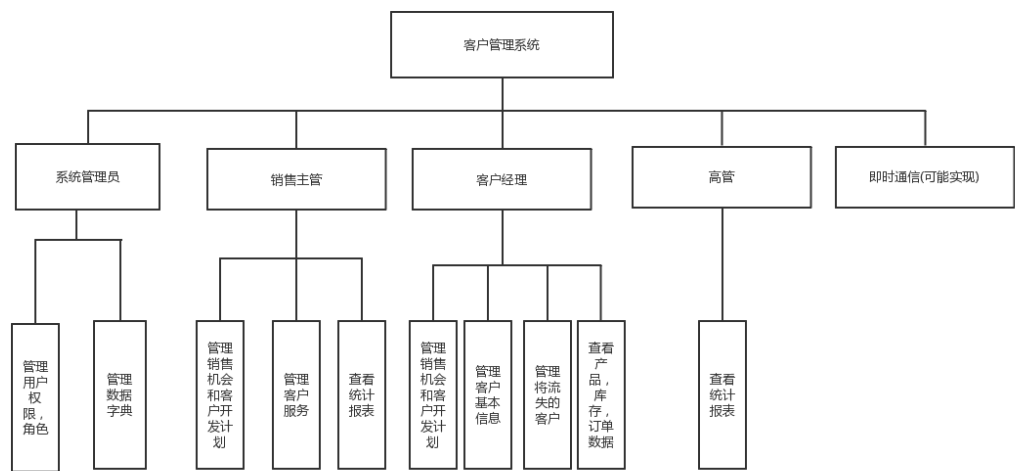 客户管理系统
系统管理员
销售主管
客户经理
高管
即时通信(可能实现)
管理
用户
权
限，
角色
管理
数据
字典
管理
销售
机会
和客
户开
发计
划
管理
客户
服务
查看
统计
报表
管理
销售
机会
和客
户开
发计
划
管理
客户
基本
信息
管理
将流
失的
客户
查看
产
品，
库
存，
订单
数据
查看
统计
报表